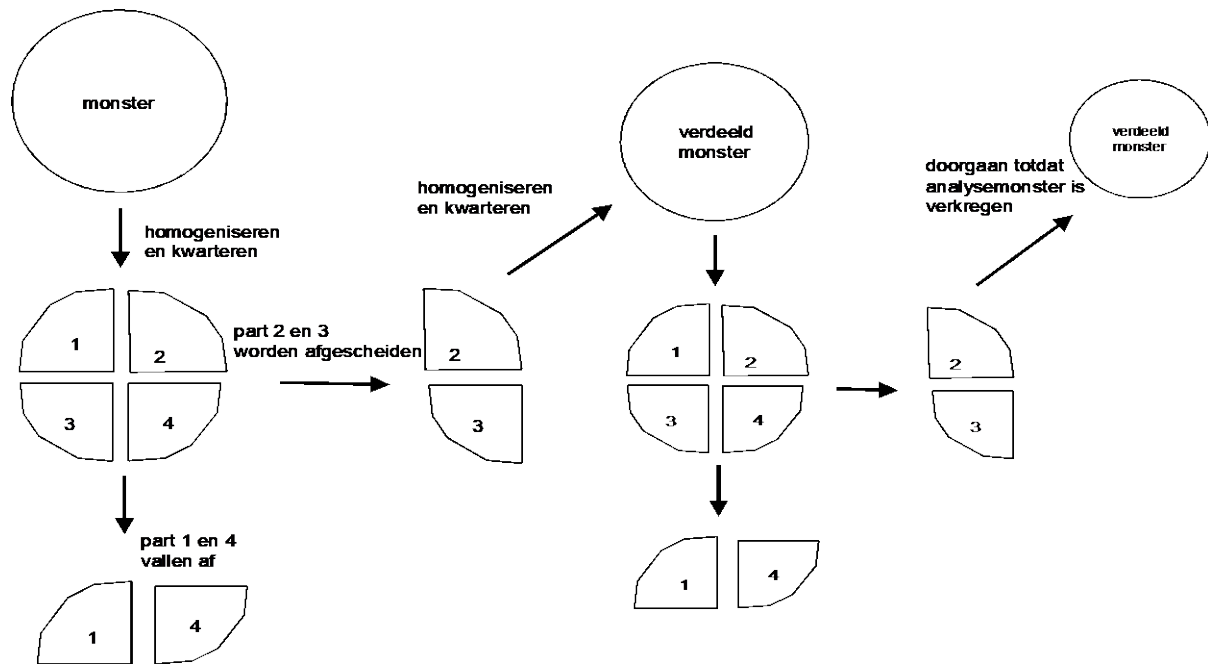 monster
homogeniseren
en kwarteren
1
2
3
4
part 2 en 3
worden afgescheiden
2
3
part 1 en 4
vallen af
1
4
homogeniseren
en kwarteren
verdeeld
monster
1
2
3
4
1
4
2
3
doorgaan totdat
analysemonster is
verkregen
verdeeld
monster